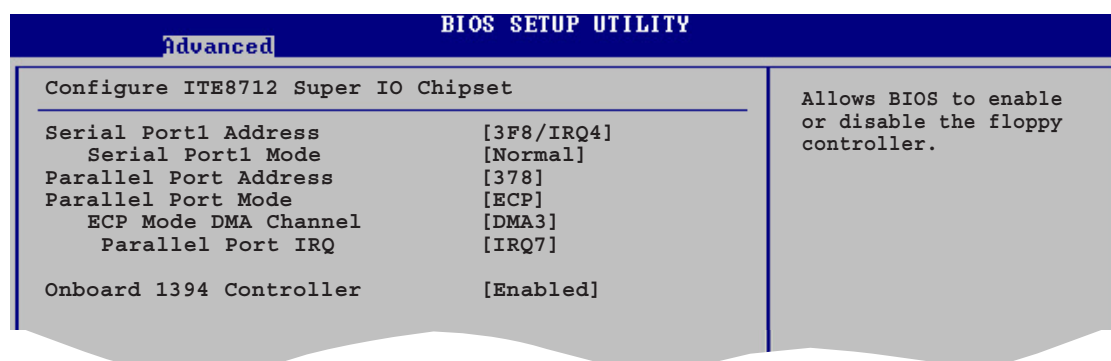 BIOS SETUP UTILITY
Advanced
Configure ITE8712 Super IO Chipset
Serial Port1 Address [3F8/IRQ4]
Serial Port1 Mode [Normal]
Parallel Port Address [378]
Parallel Port Mode [ECP]
ECP Mode DMA Channel [DMA3]
Parallel Port IRQ [IRQ7]
Onboard 1394 Controller [Enabled]
Allows BIOS to enable
or disable the floppy
controller.